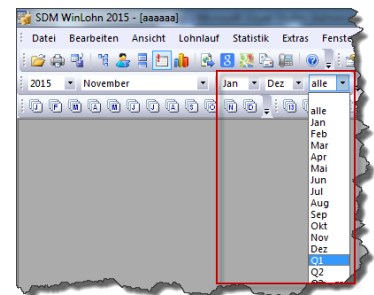 SDM WinLohn 2015 - [aaaaaa]
Datei Bearbeiten Ansicht Lohnlauf Statistik Extras Fenste
2015 November Jan Dez alle
J F M A M J J A S O N D 13
alle
Jan
Feb
Mar
Apr
Mai
Jun
Jul
Aug
Sep
Okt
Nov
Dez
Q1
Q2